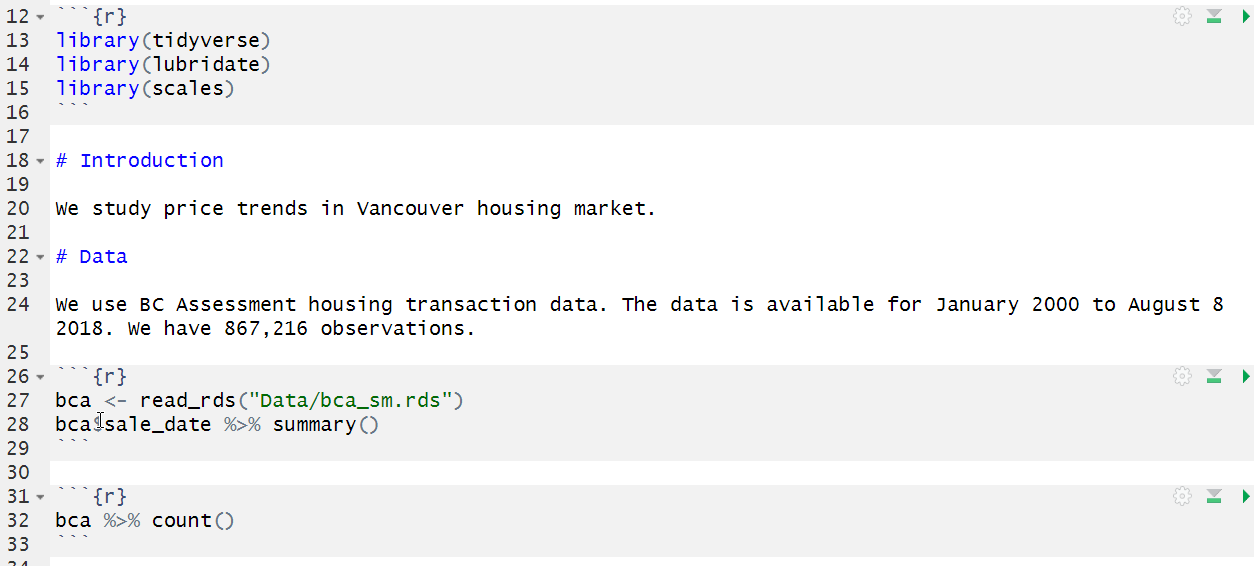 12 ```{r}
13 library(tidyverse)
14 library(lubridate)
15 library(scales)
16 ```
17
18 # Introduction
19
20 We study price trends in Vancouver housing market.
21
22 # Data
23
24 We use BC Assessment housing transaction data. The data is available for January 2000 to August 8
2018. We have 867,216 observations.
25
26 ```{r}
27 bca <- read_rds("Data/bca_sm.rds")
28 bca$sale_date %>% summary()
29 ```
30
31 ```{r}
32 bca %>% count()
33 ```
34